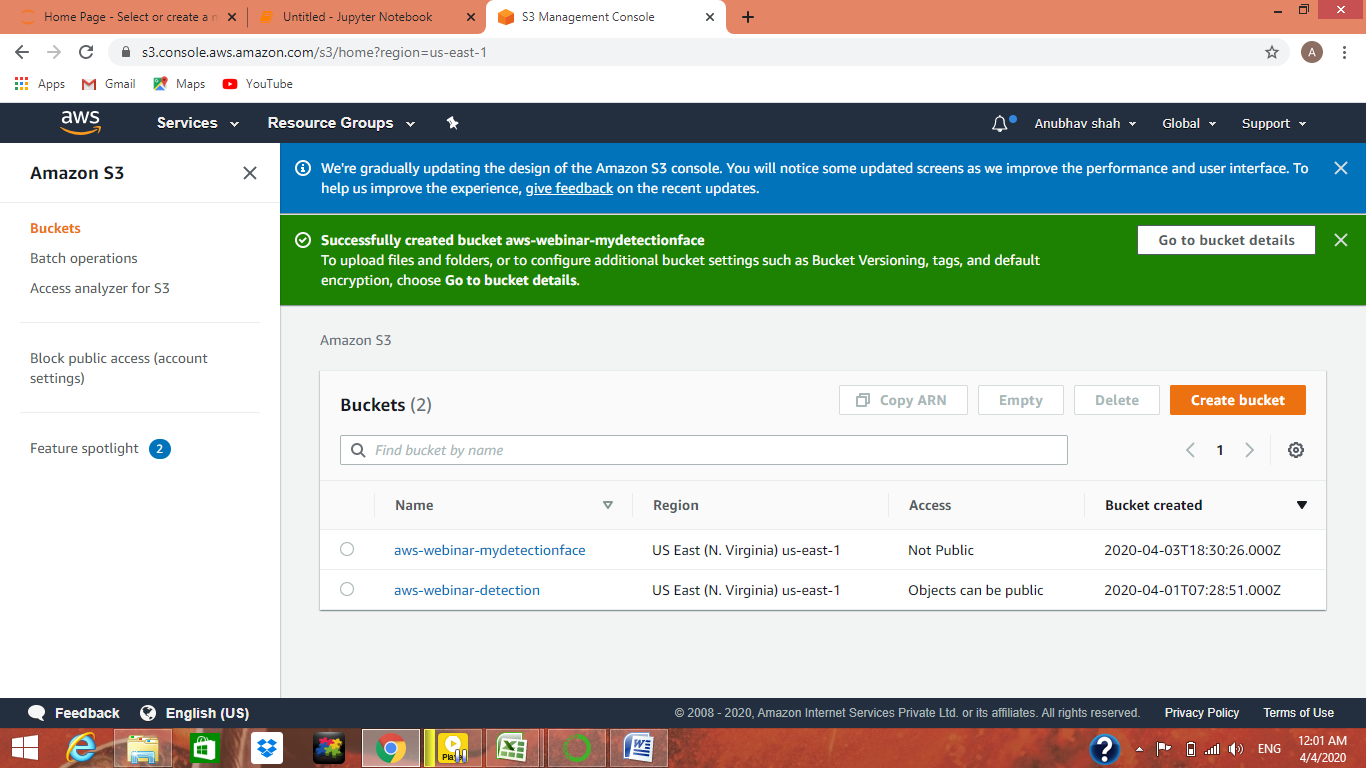 Home Page - Select or create a n
Untitled - Jupyter Notebook
S3 Management Console
s3.console.aws.amazon.com/s3/home?region=us-east-1
A
Apps
Gmail
Maps
YouTube
aws
Services
Resource Groups
Anubhav shah
Global
Support
Amazon S3
Buckets
Batch operations
Access analyzer for S3
Block public access (account
settings)
Feature spotlight 2
We're gradually updating the design of the Amazon S3 console. You will notice some updated screens as we improve the performance and user interface. To
help us improve the experience, give feedback on the recent updates.
Successfully created bucket aws-webinar-mydetectionface
To upload files and folders, or to configure additional bucket settings such as Bucket Versioning, tags, and default
encryption, choose Go to bucket details.
Go to bucket details
Amazon S3
Buckets (2)
Copy ARN
Empty
Delete
Create bucket
Find bucket by name
1
Name
Region
Access
Bucket created
aws-webinar-mydetectionface
US East (N. Virginia) us-east-1
Not Public
2020-04-03T18:30:26.000Z
aws-webinar-detection
US East (N. Virginia) us-east-1
Objects can be public
2020-04-01T07:28:51.000Z
Feedback
English (US)
© 2008 - 2020, Amazon Internet Services Private Ltd. or its affiliates. All rights reserved.
Privacy Policy
Terms of Use
ENG
12:01 AM
4/4/2020